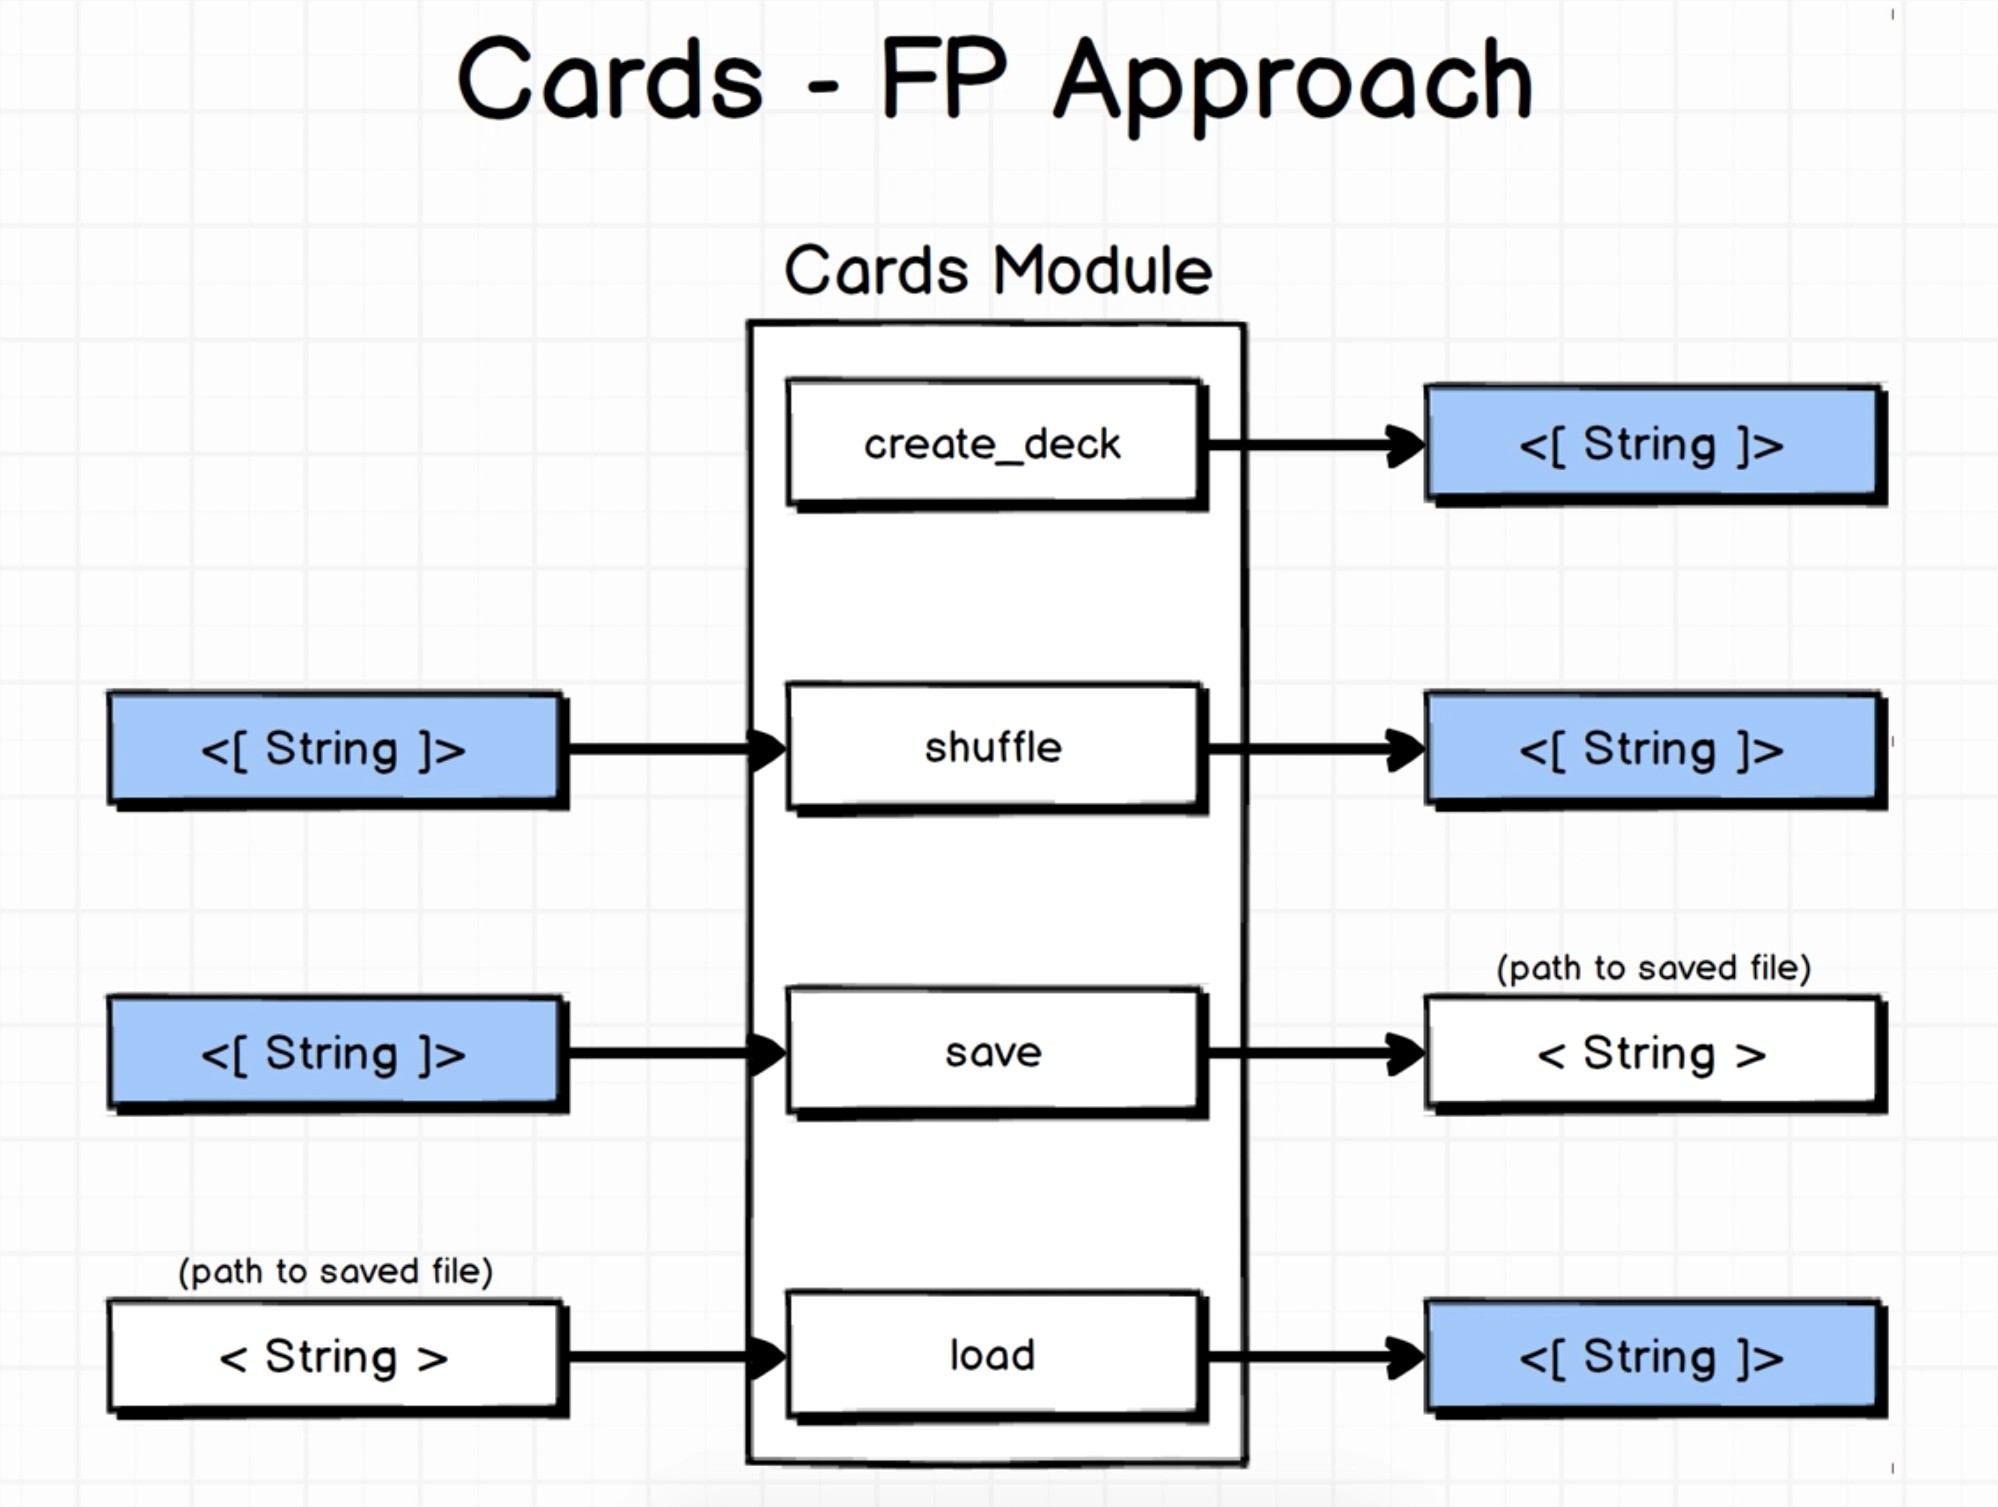 Cards - FP Approach
Cards Module
create_deck
<[ String ]>
<[ String ]>
shuffle
<[ String ]>
(path to saved file)
<[ String ]>
save
< String >
(path to saved file)
< String >
load
<[ String ]>